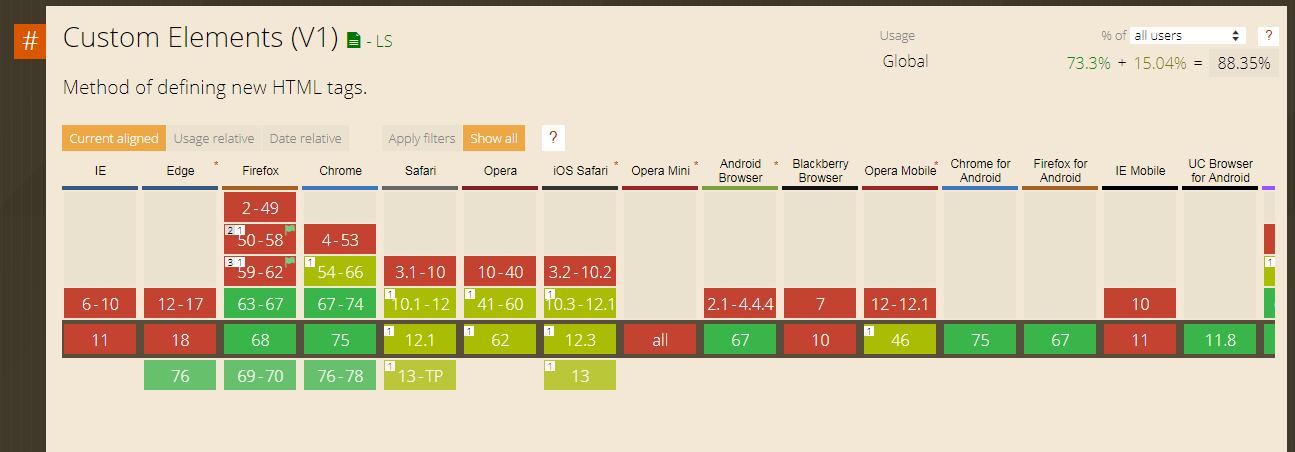 # Custom Elements (V1) - LS
Usage % of all users ?
Global 73.3% + 15.04% = 88.35%
Method of defining new HTML tags.
Current aligned Usage relative Date relative Apply filters Show all ?
IE Edge * Firefox Chrome Safari * Opera iOS Safari * Opera Mini * Android Browser * Blackberry Browser Opera Mobile * Chrome for Android Firefox for Android IE Mobile UC Browser for Android
2-49
2 1 50-58 4-53
3 1 59-62 1 54-66 3.1-10 10-40 3.2-10.2 1
6-10 12-17 63-67 67-74 1 10.1-12 1 41-60 1 10.3-12.1 2.1-4.4.4 7 12-12.1 10
11 18 68 75 1 12.1 1 62 1 12.3 all 67 10 1 46 75 67 11 11.8
76 69-70 76-78 1 13-TP 1 13